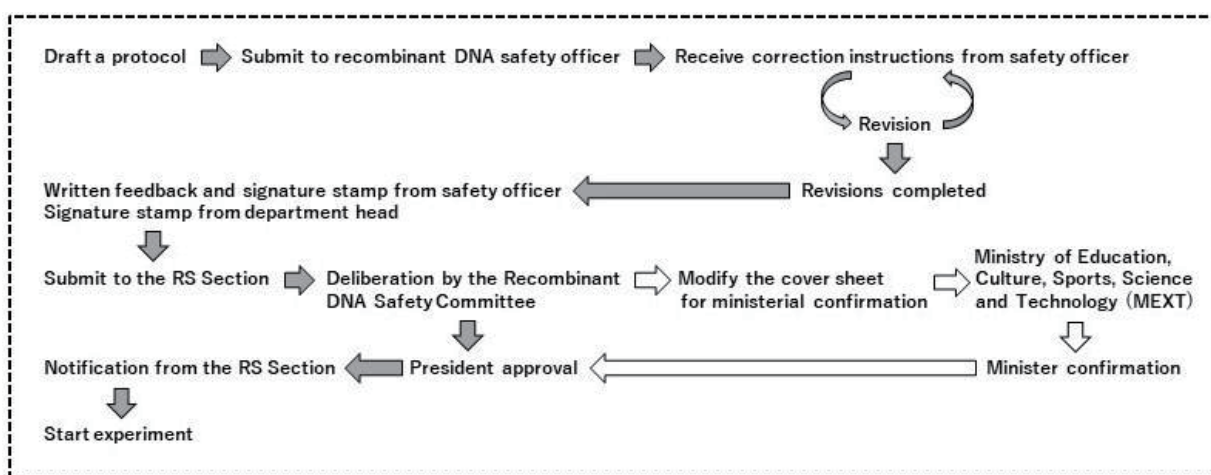 Draft a protocol
Submit to recombinant DNA safety officer
Receive correction instructions from safety officer
Revision
Revisions completed
Written feedback and signature stamp from safety officer
Signature stamp from department head
Submit to the RS Section
Deliberation by the Recombinant
DNA Safety Committee
Modify the cover sheet
for ministerial confirmation
Ministry of Education,
Culture, Sports, Science
and Technology (MEXT)
Minister confirmation
President approval
Notification from the RS Section
Start experiment